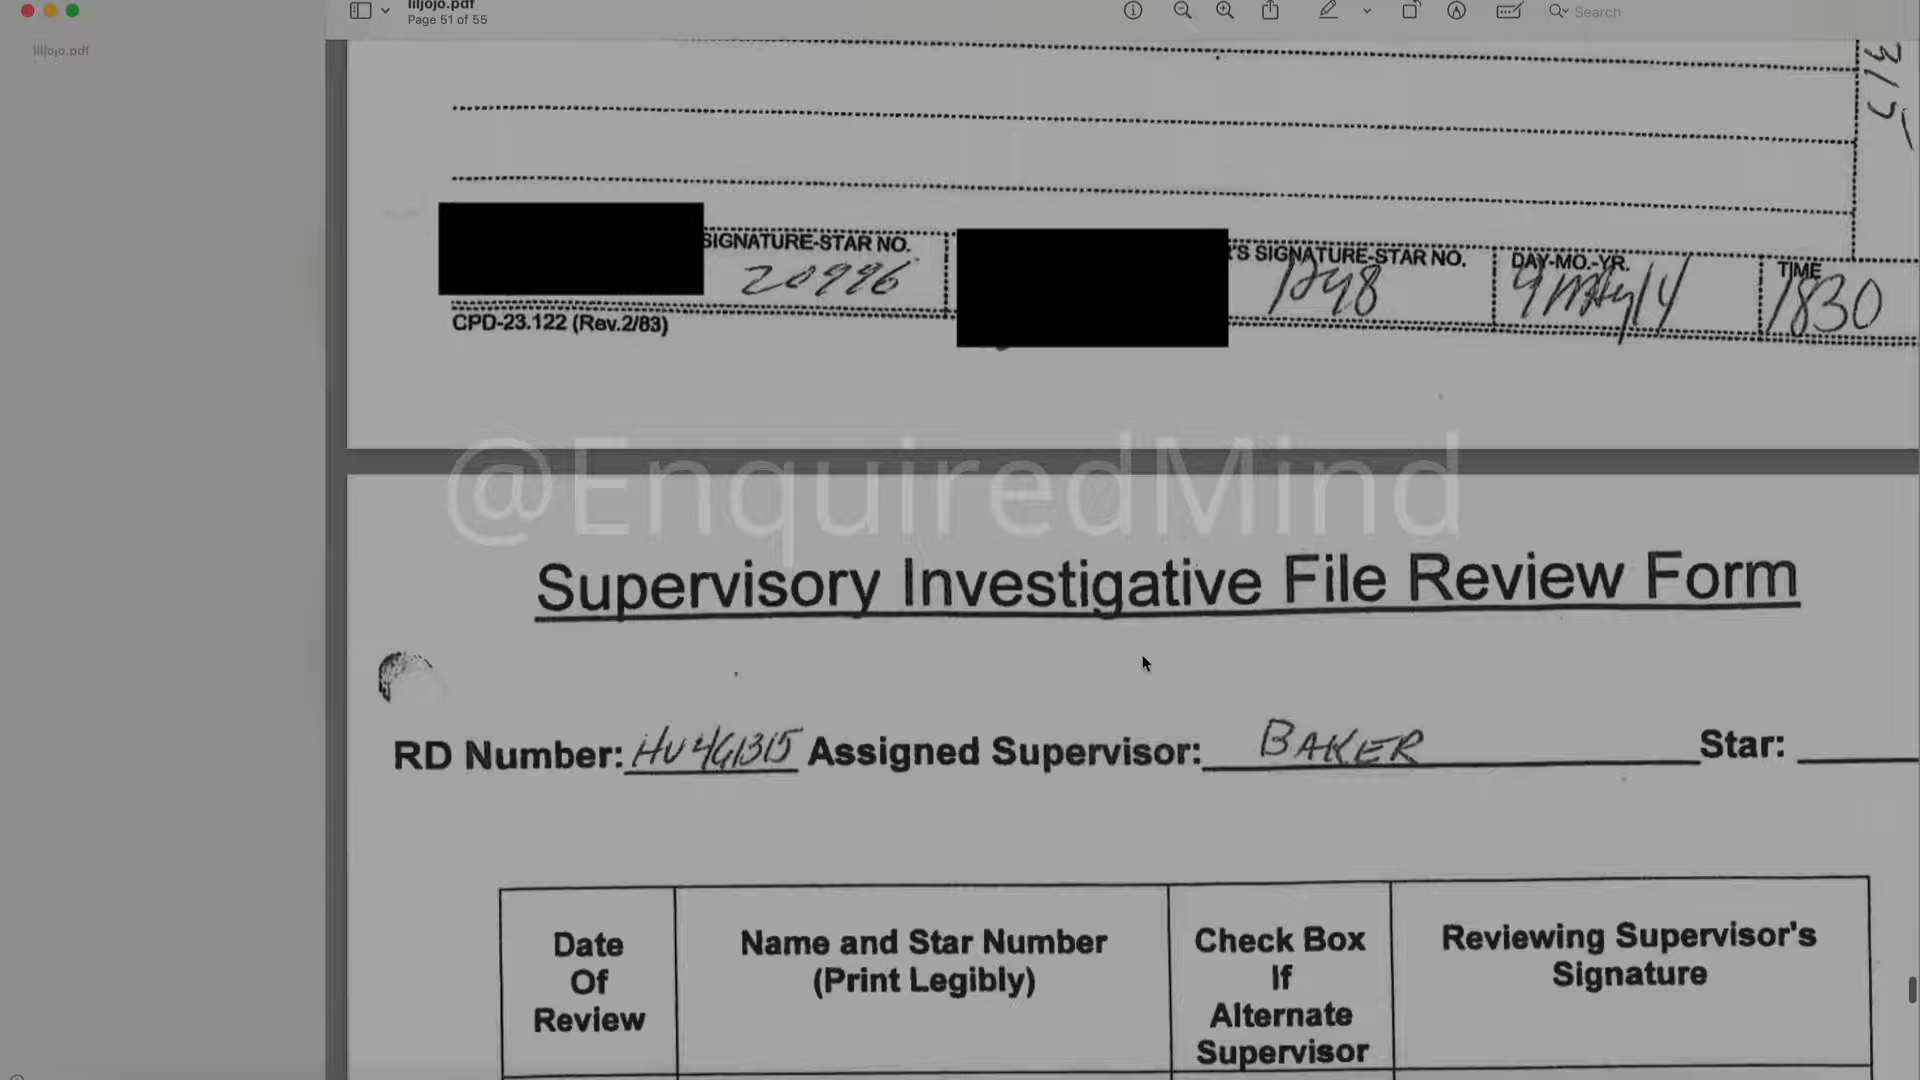 liljojo.pdf
Page 51 of 55
Search
liljojo.pdf
315
SIGNATURE-STAR NO.
20996
'S SIGNATURE-STAR NO.
DAY-MO.-YR.
TIME
1830
CPD-23.122 (Rev.2/83)
@EnquiredMind
Supervisory Investigative File Review Form
RD Number: HU461315 Assigned Supervisor: BAKER Star:
Date
Of
Review
Name and Star Number
(Print Legibly)
Check Box
If
Alternate
Supervisor
Reviewing Supervisor's
Signature